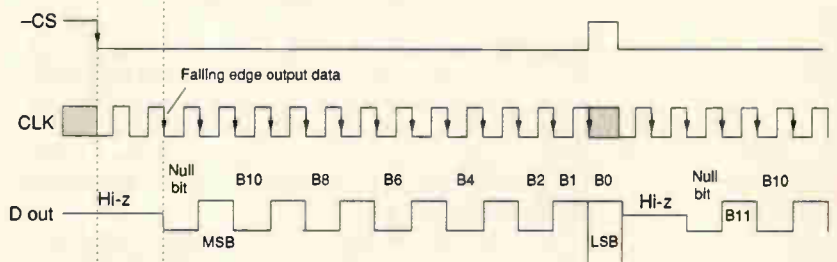 –CS
Falling edge output data
CLK
Null bit B10 B8 B6 B4 B2 B1 B0 Null bit B10
Hi-z Hi-z
D out B11
MSB LSB